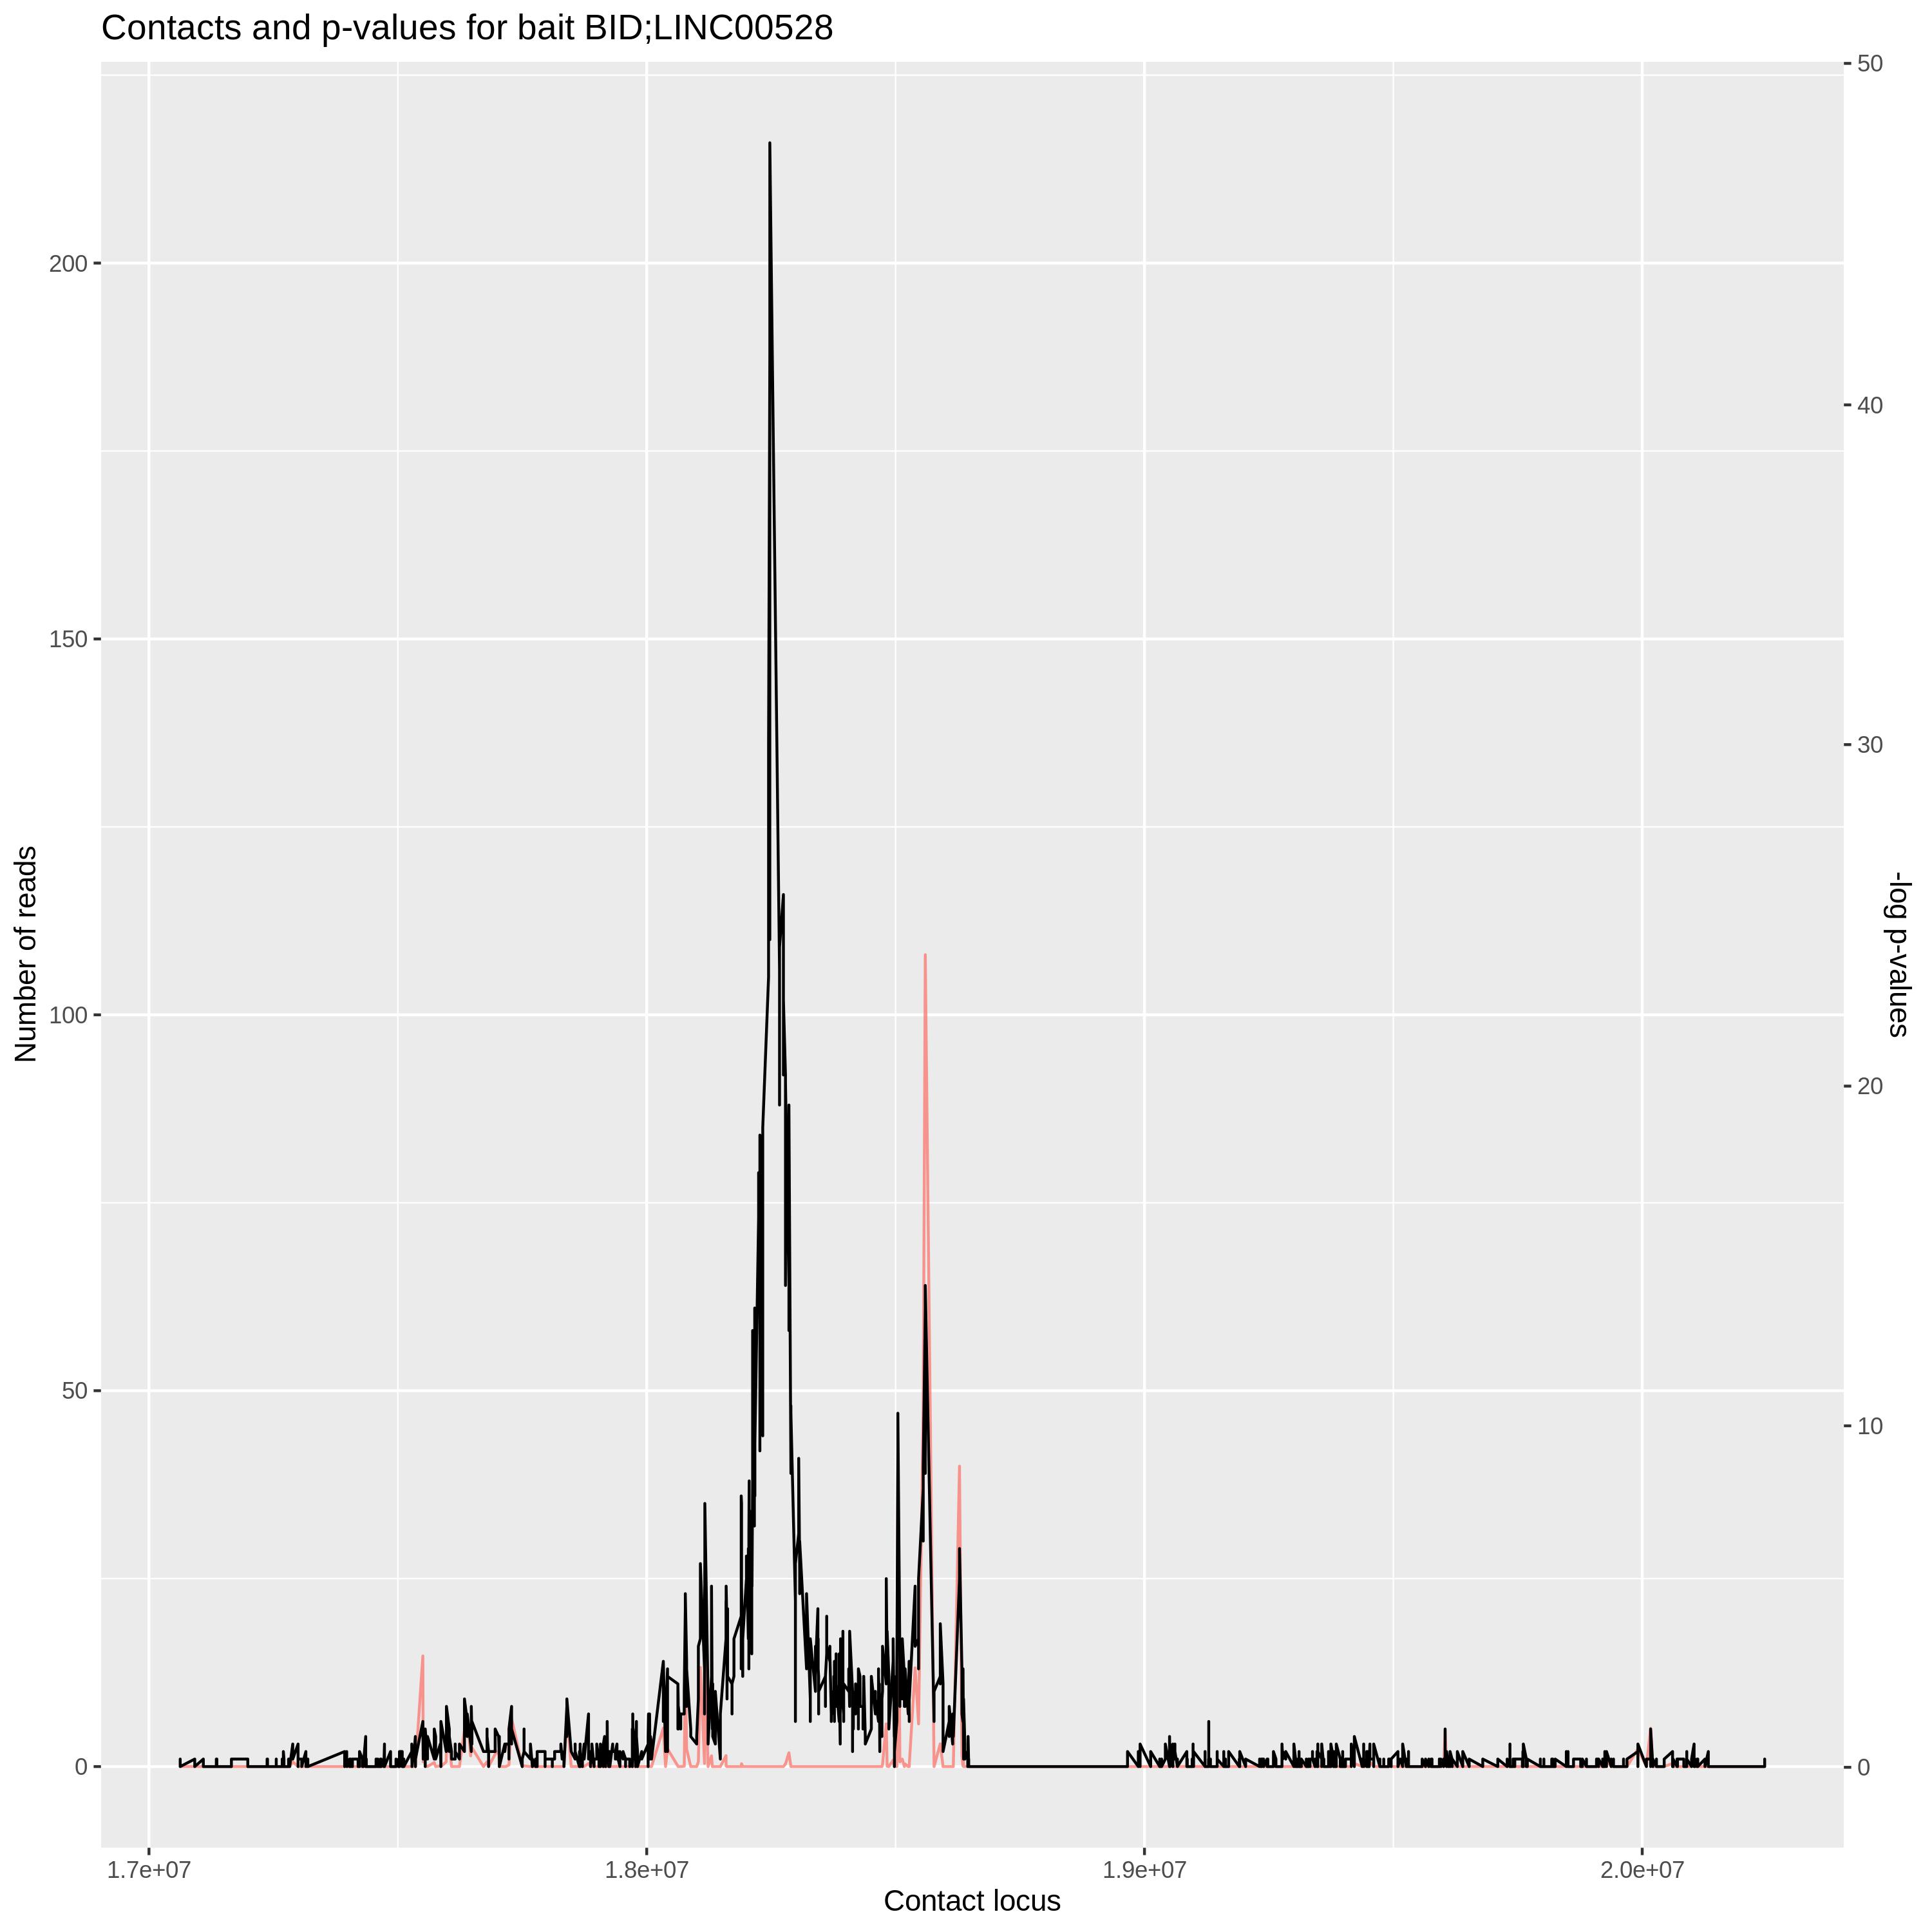 Contacts and p-values for bait BID;LINC00528
Number of reads
200
150
100
50
0
50
40
30
20
10
0
-log p-values
1.7e+07
1.8e+07
1.9e+07
2.0e+07
Contact locus